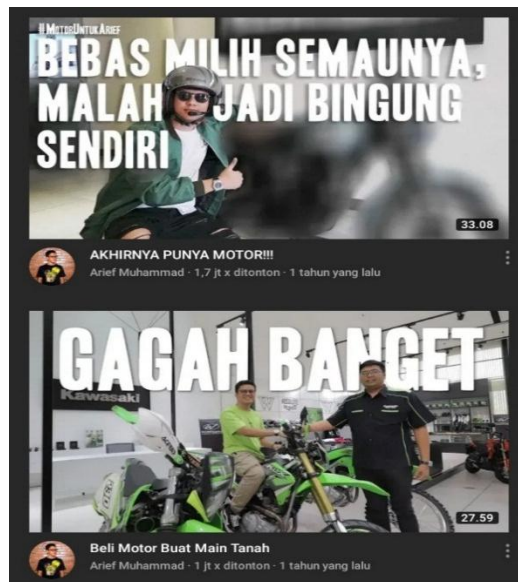 #MotorUntukArief
BEBAS MILIH SEMAUNYA,
MALAH JADI BINGUNG
SENDIRI
33.08
AKHIRNYA PUNYA MOTOR!!!
Arief Muhammad · 1,7 jt x ditonton · 1 tahun yang lalu
GAGAH BANGET
Kawasaki
27.59
Beli Motor Buat Main Tanah
Arief Muhammad · 1 jt x ditonton · 1 tahun yang lalu